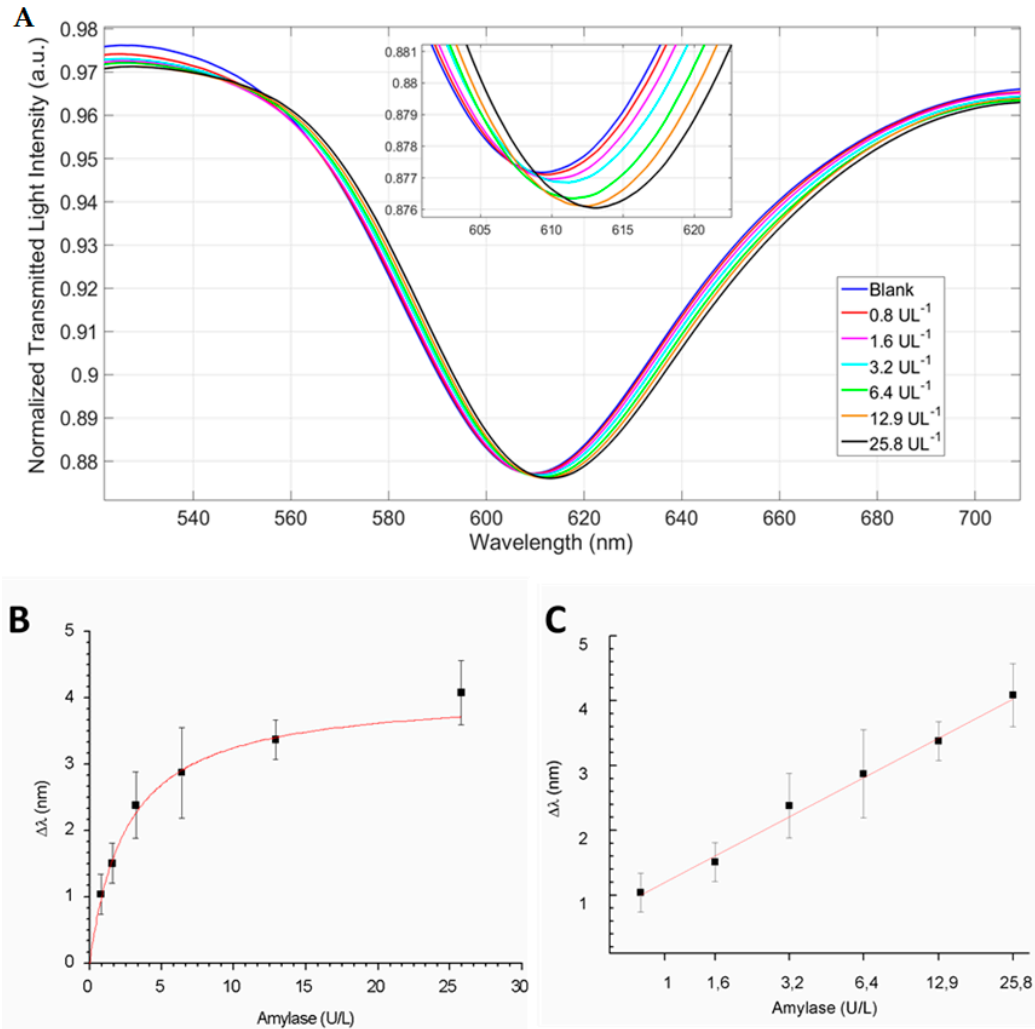 A
Normalized Transmitted Light Intensity (a.u.)
0.98
0.97
0.96
0.95
0.94
0.93
0.92
0.91
0.9
0.89
0.88
540 560 580 600 620 640 660 680 700
Wavelength (nm)
0.881
0.88
0.879
0.878
0.877
0.876
605 610 615 620
Blank
0.8 UL-1
1.6 UL-1
3.2 UL-1
6.4 UL-1
12.9 UL-1
25.8 UL-1
B
Δλ (nm)
5
4
3
2
1
0
0 5 10 15 20 25 30
Amylase (U/L)
C
Δλ (nm)
5
4
3
2
1
1 1,6 3,2 6,4 12,9 25,8
Amylase (U/L)